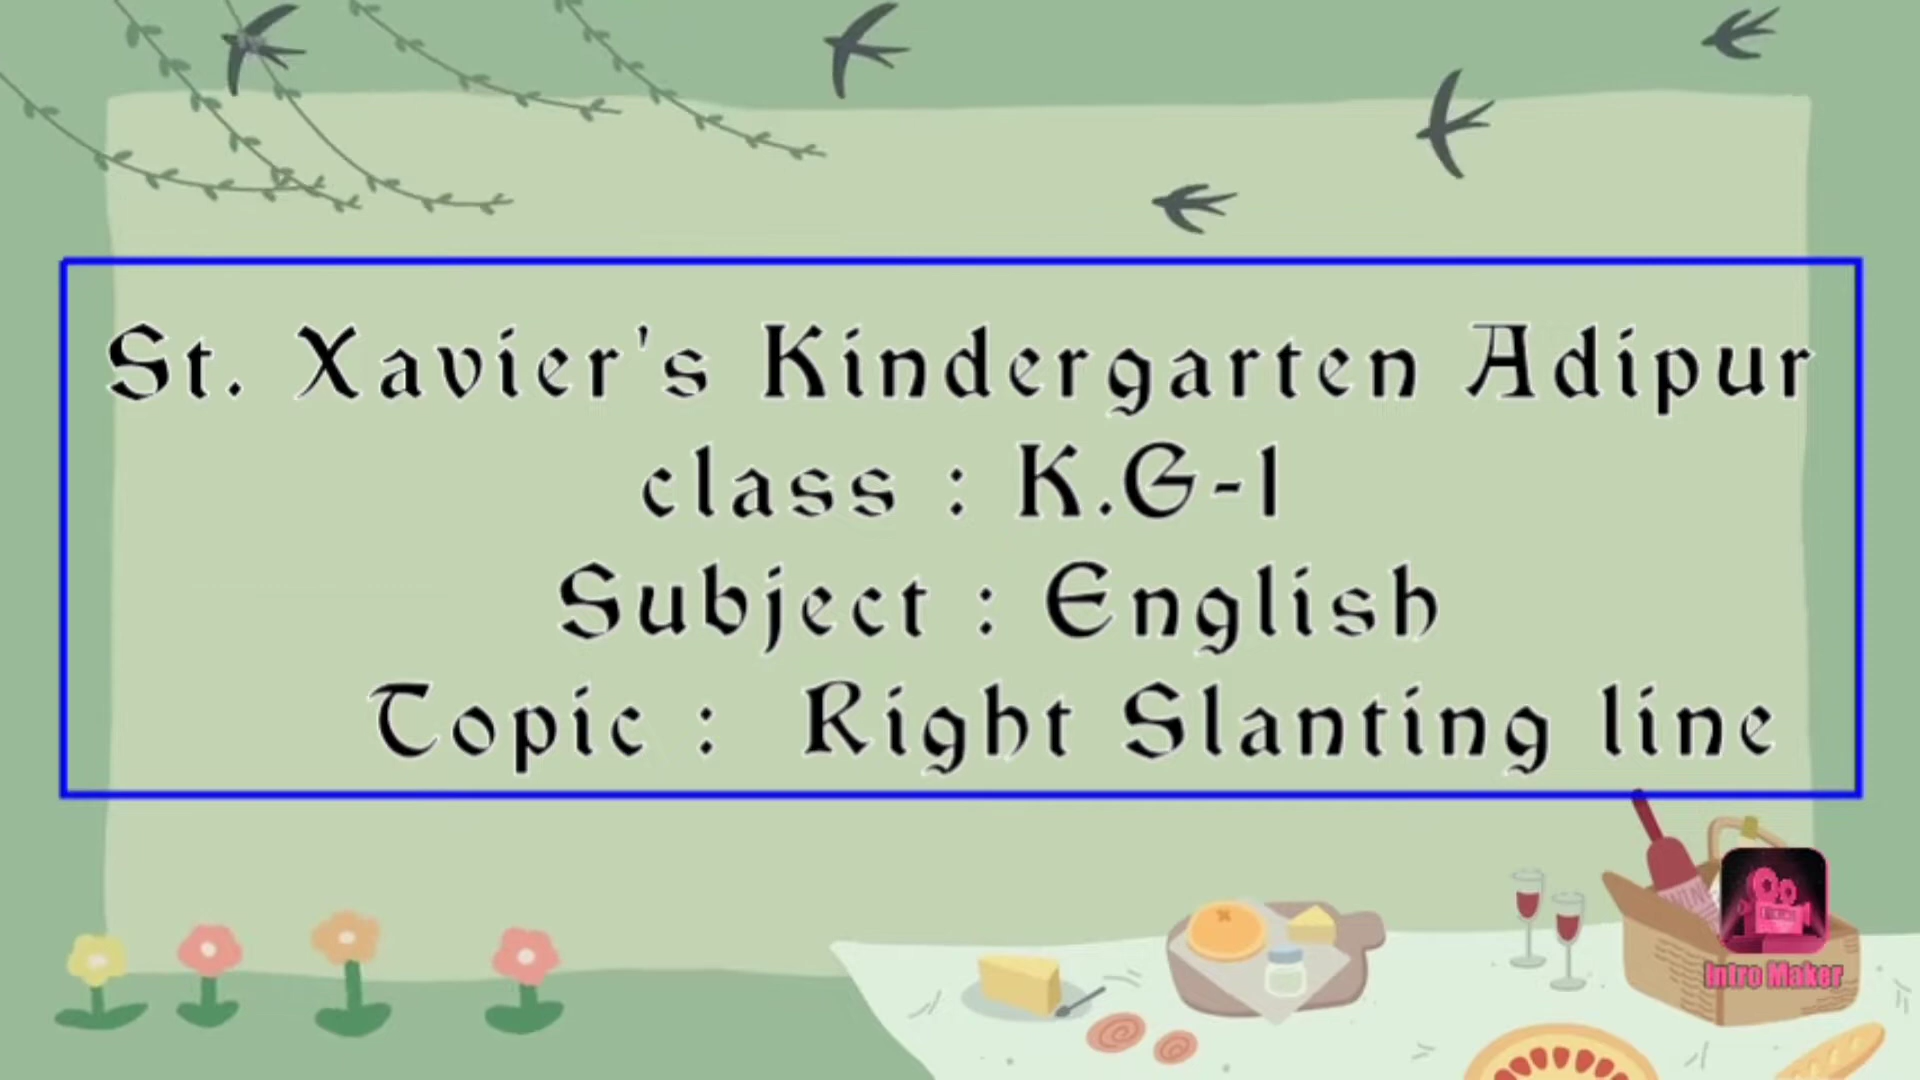 St. Xavier's Kindergarten Adipur
class : K.G-1
Subject : English
Topic : Right Slanting line
Intro Maker